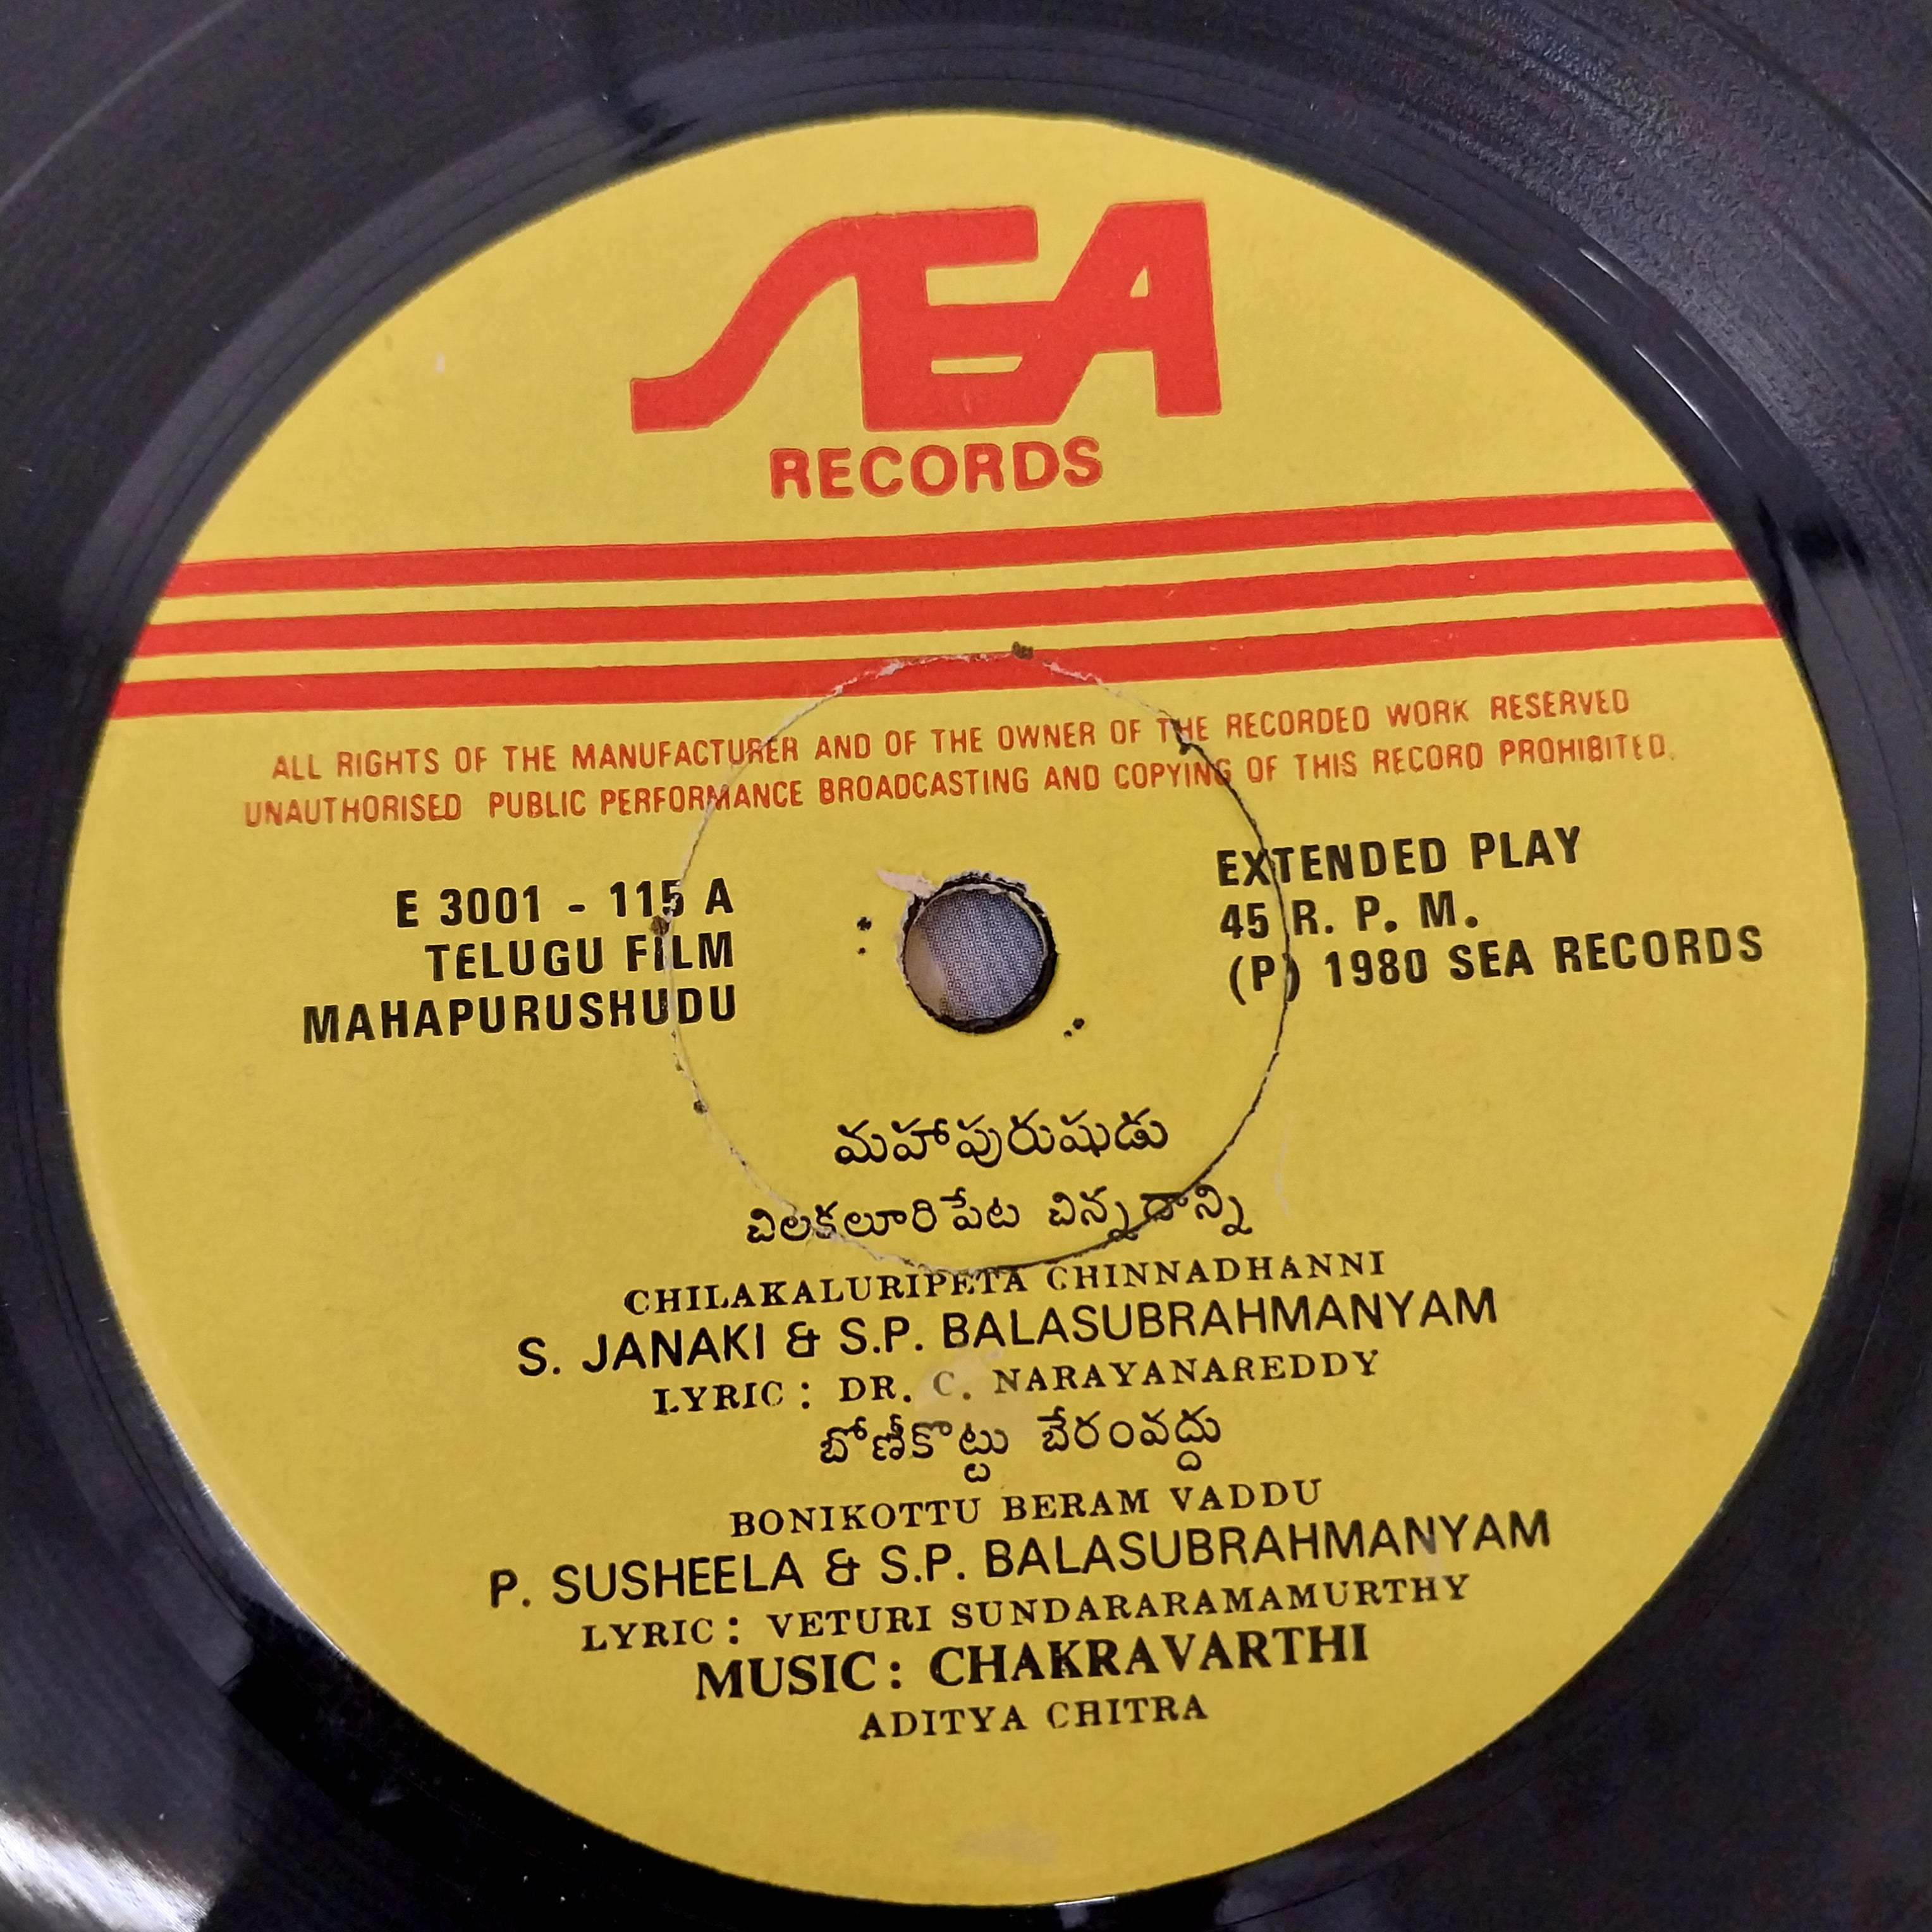 SEA
RECORDS
ALL RIGHTS OF THE MANUFACTURER AND OF THE OWNER OF THE RECORDED WORK RESERVED
UNAUTHORISED PUBLIC PERFORMANCE BROADCASTING AND COPYING OF THIS RECORD PROHIBITED.
E 3001 - 115 A
TELUGU FILM
MAHAPURUSHUDU
EXTENDED PLAY
45 R. P. M.
(P) 1980 SEA RECORDS
మహాపురుషుడు
చిలకలూరిపేట చిన్నదాన్ని
CHILAKALURIPETA CHINNADHANNI
S. JANAKI & S.P. BALASUBRAHMANYAM
LYRIC : DR. C. NARAYANAREDDY
బోణీకొట్టు బేరంవద్దు
BONIKOTTU BERAM VADDU
P. SUSHEELA & S.P. BALASUBRAHMANYAM
LYRIC : VETURI SUNDARARAMAMURTHY
MUSIC : CHAKRAVARTHI
ADITYA CHITRA